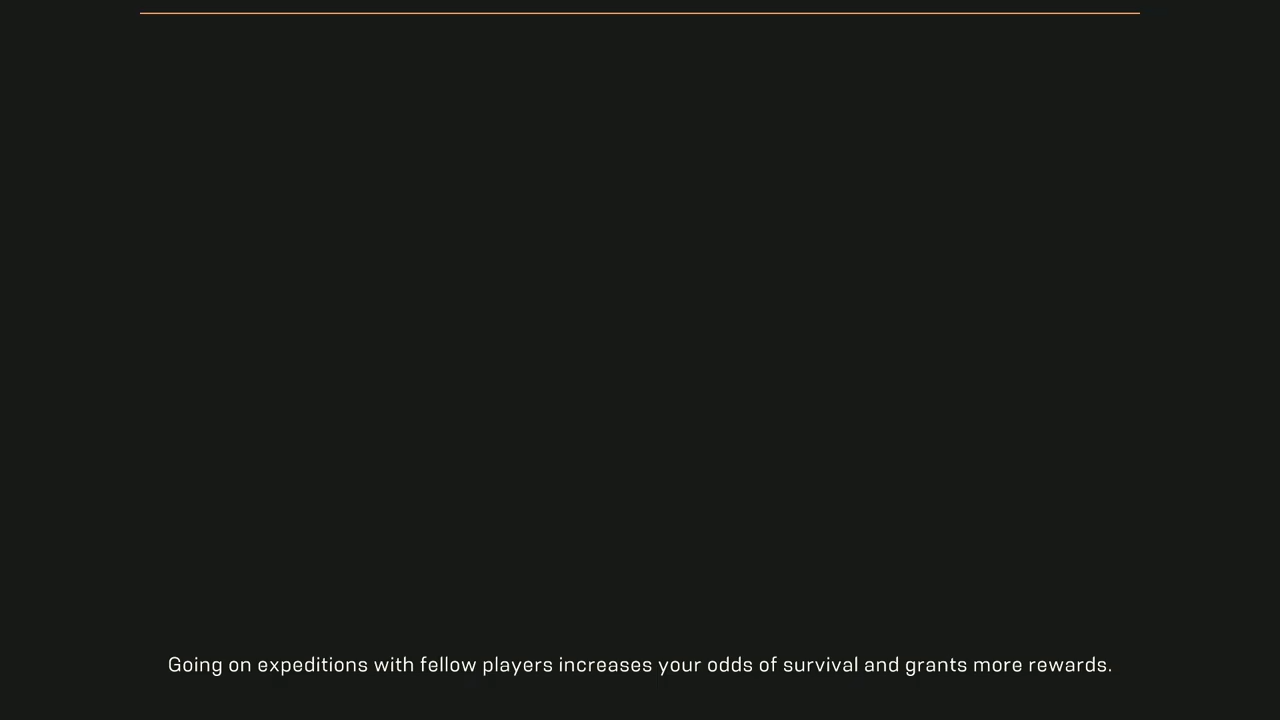 Going on expeditions with fellow players increases your odds of survival and grants more rewards.